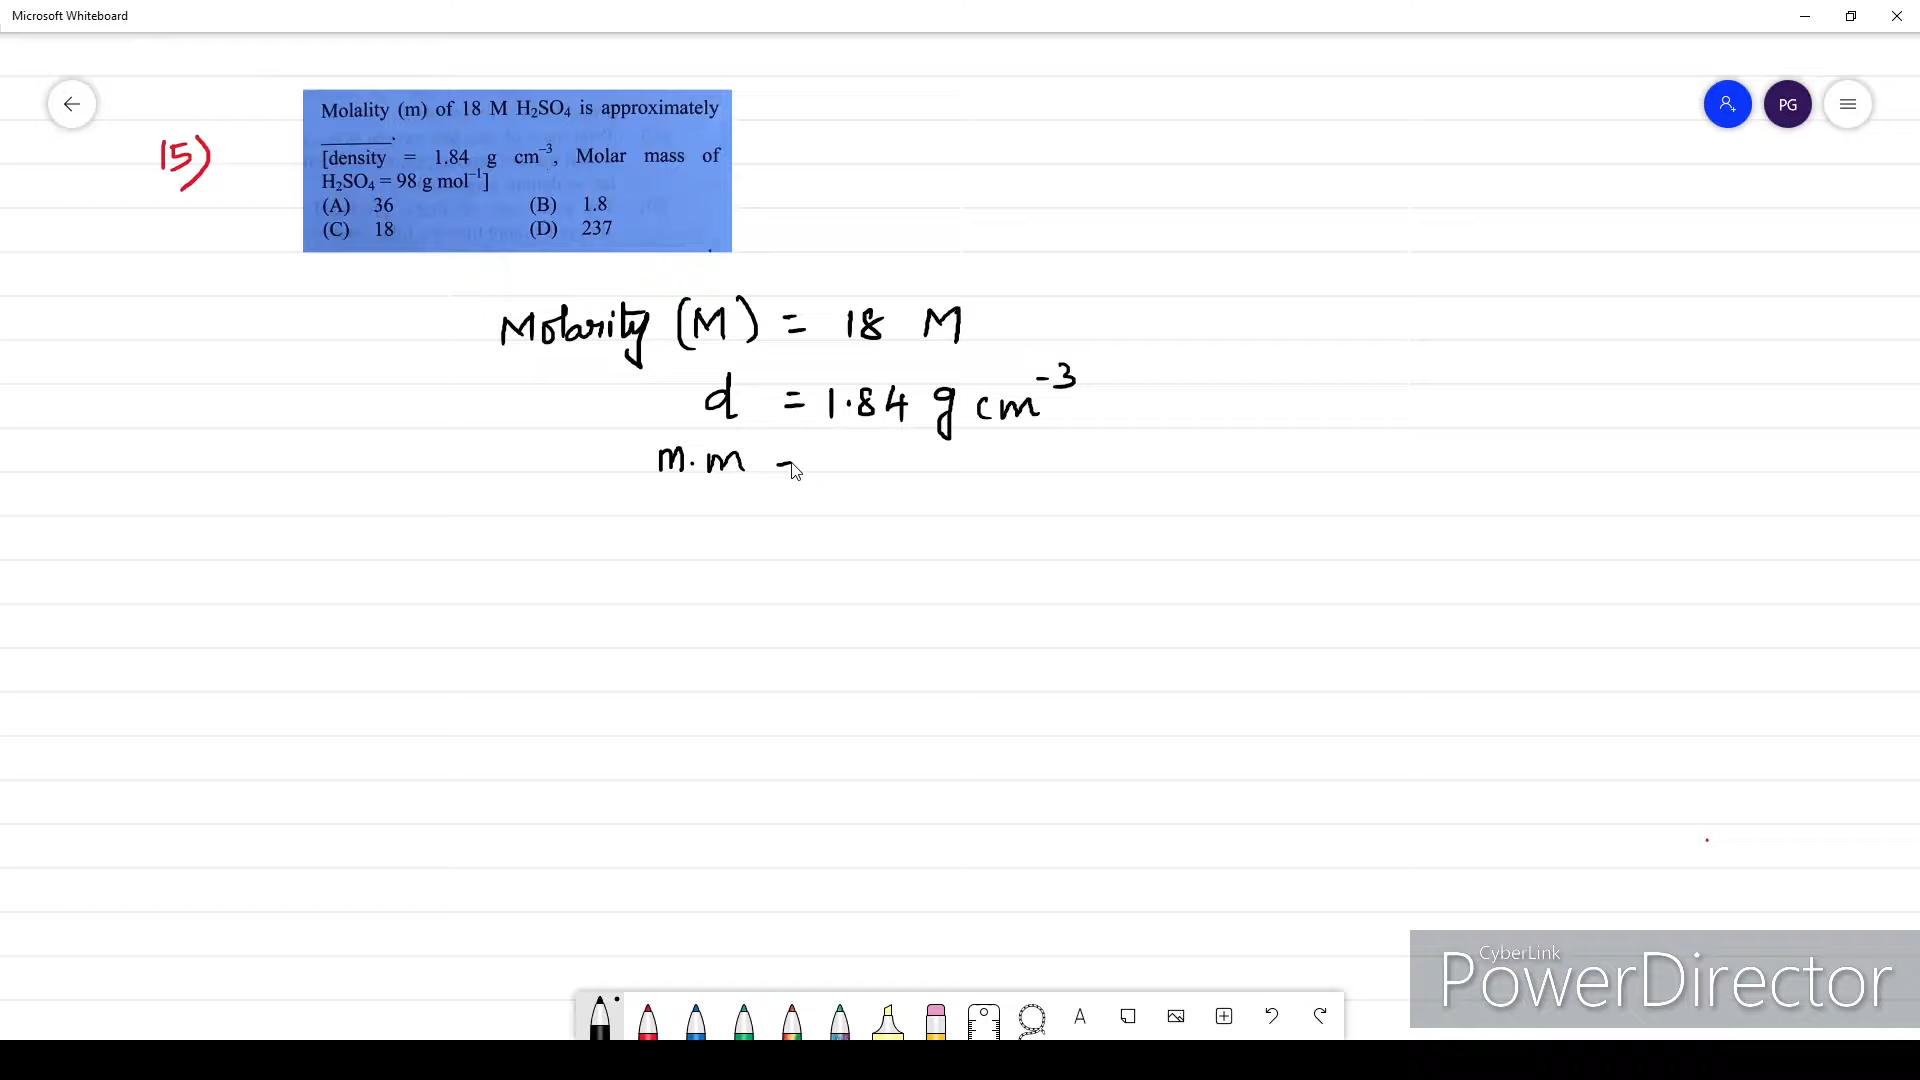 Microsoft Whiteboard
PG
15)
Molality (m) of 18 M H₂SO₄ is approximately
________.
[density = 1.84 g cm⁻³, Molar mass of
H₂SO₄ = 98 g mol⁻¹]
(A) 36 (B) 1.8
(C) 18 (D) 237
Molarity (M) = 18 M
d = 1.84 g cm⁻³
m.m -
CyberLink
PowerDirector
A